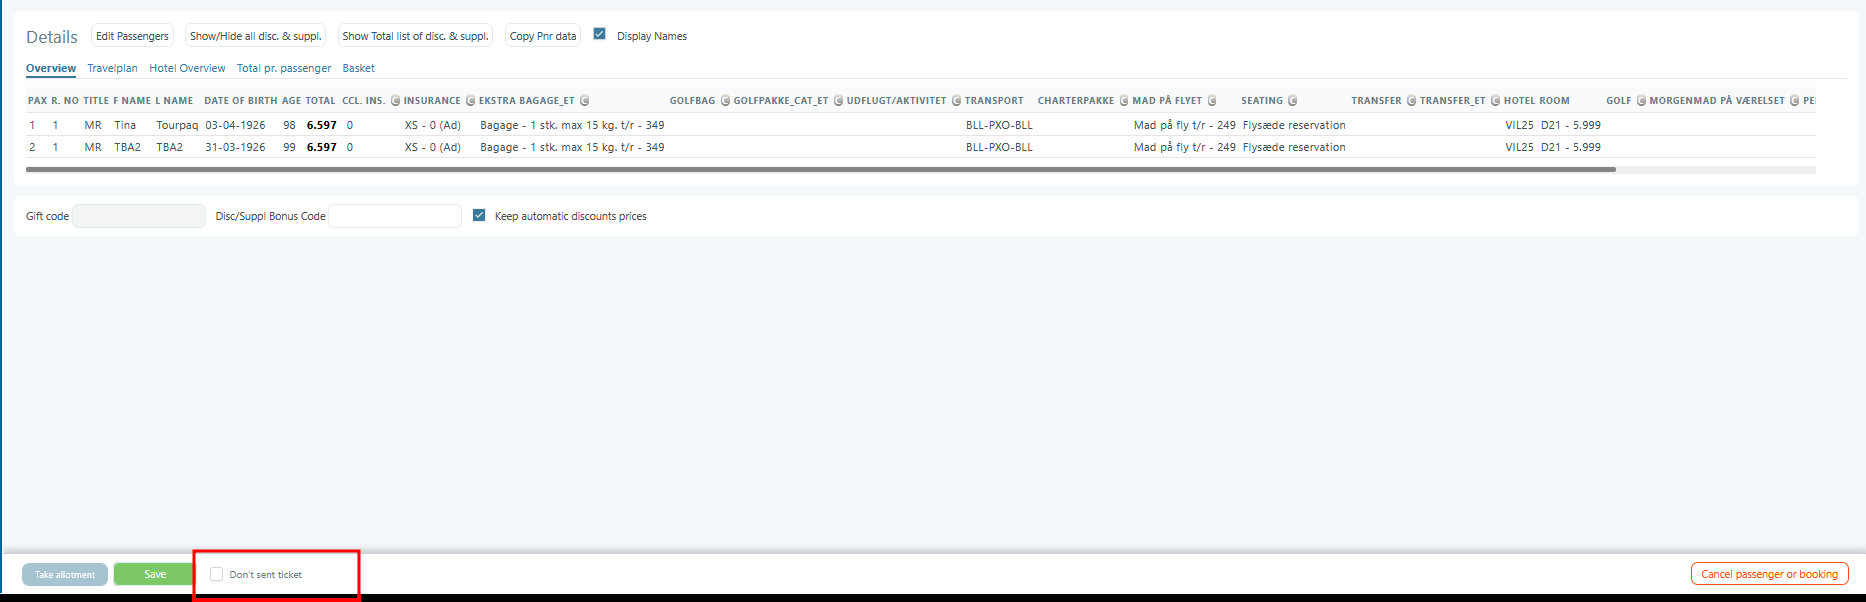 Details Edit Passengers Show/Hide all disc. & suppl. Show Total list of disc. & suppl. Copy Pnr data Display Names
Overview Travelplan Hotel Overview Total pr. passenger Basket
PAX R. NO TITLE F NAME L NAME DATE OF BIRTH AGE TOTAL CCL. INS. C INSURANCE C EKSTRA BAGAGE_ET C GOLFBAG C GOLFPAKKE_CAT_ET C UDFLUGT/AKTIVITET C TRANSPORT CHARTERPAKKE C MAD PÅ FLYET C SEATING C TRANSFER C TRANSFER_ET C HOTEL ROOM GOLF C MORGENMAD PÅ VÆRELSET C
1 1 MR Tina Tourpaq 03-04-1926 98 6.597 0 XS - 0 (Ad) Bagage - 1 stk. max 15 kg. t/r - 349 BLL-PXO-BLL Mad på fly t/r - 249 Flysæde reservation VIL25 D21 - 5.999
2 1 MR TBA2 TBA2 31-03-1926 99 6.597 0 XS - 0 (Ad) Bagage - 1 stk. max 15 kg. t/r - 349 BLL-PXO-BLL Mad på fly t/r - 249 Flysæde reservation VIL25 D21 - 5.999
Gift code Disc/Suppl Bonus Code Keep automatic discounts prices
Take allotment Save Don't sent ticket Cancel passenger or booking